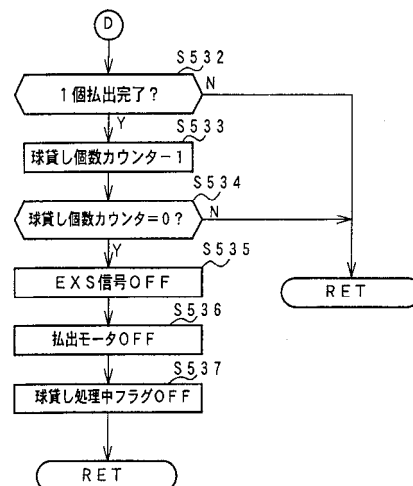 D
S532
1個払出完了?
N
Y
S533
球貸し個数カウンタ-1
S534
球貸し個数カウンタ=0?
N
Y
S535
EXS信号OFF
RET
S536
払出モータOFF
S537
球貸し処理中フラグOFF
RET